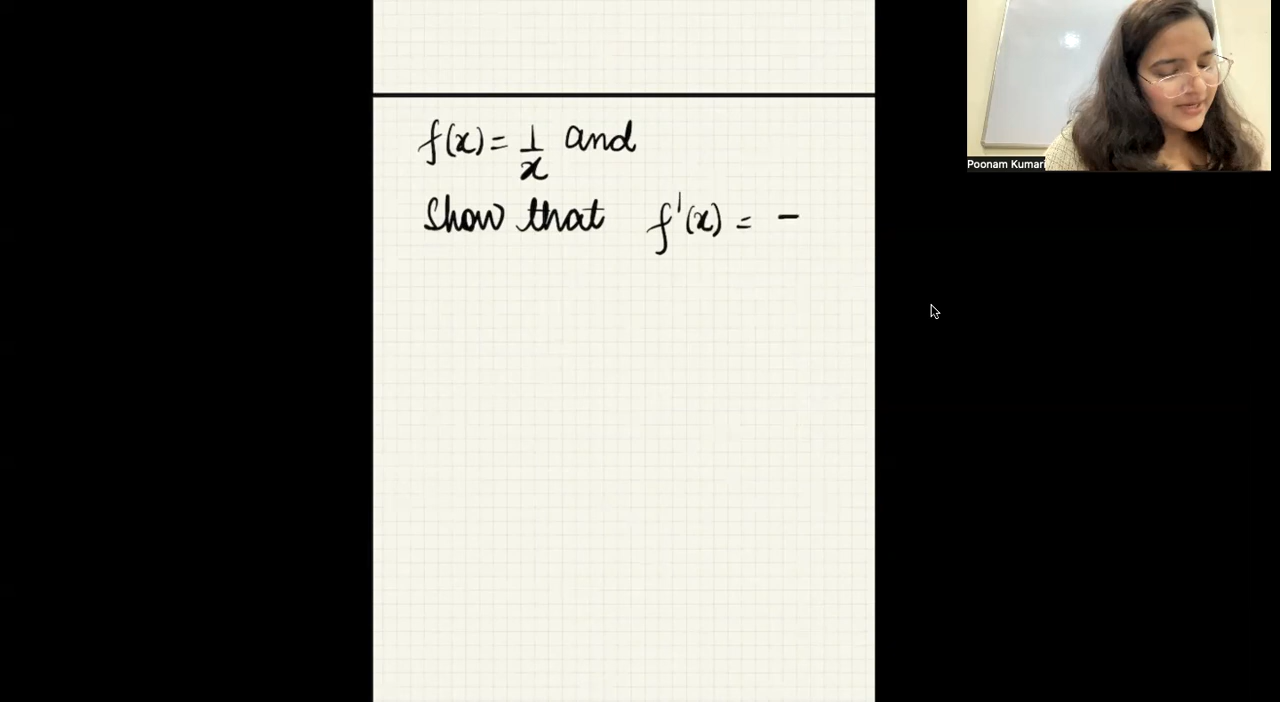 f(x) = 1/x and
Show that f'(x) = -
Poonam Kumari